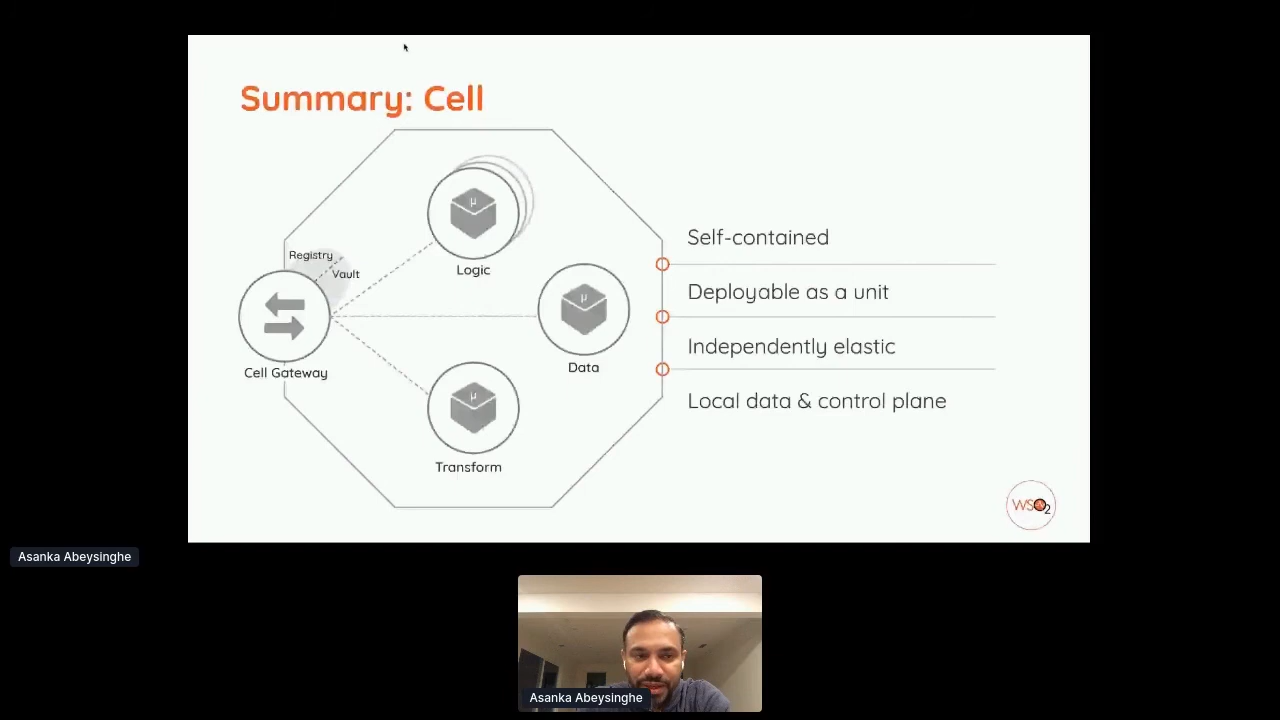 Summary: Cell
Registry
Vault
μ
Logic
μ
Data
Cell Gateway
μ
Transform
Self-contained
Deployable as a unit
Independently elastic
Local data & control plane
WSO2
Asanka Abeysinghe
Asanka Abeysinghe